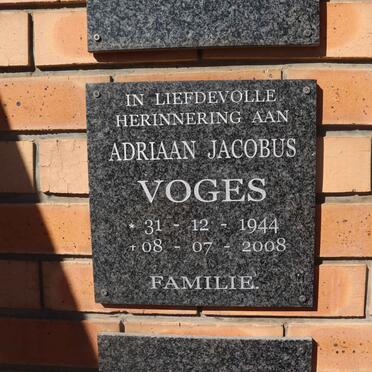 IN LIEFDEVOLLE
HERINNERING AAN
ADRIAAN JACOBUS
VOGES
* 31 - 12 - 1944
+ 08 - 07 - 2008
FAMILIE.